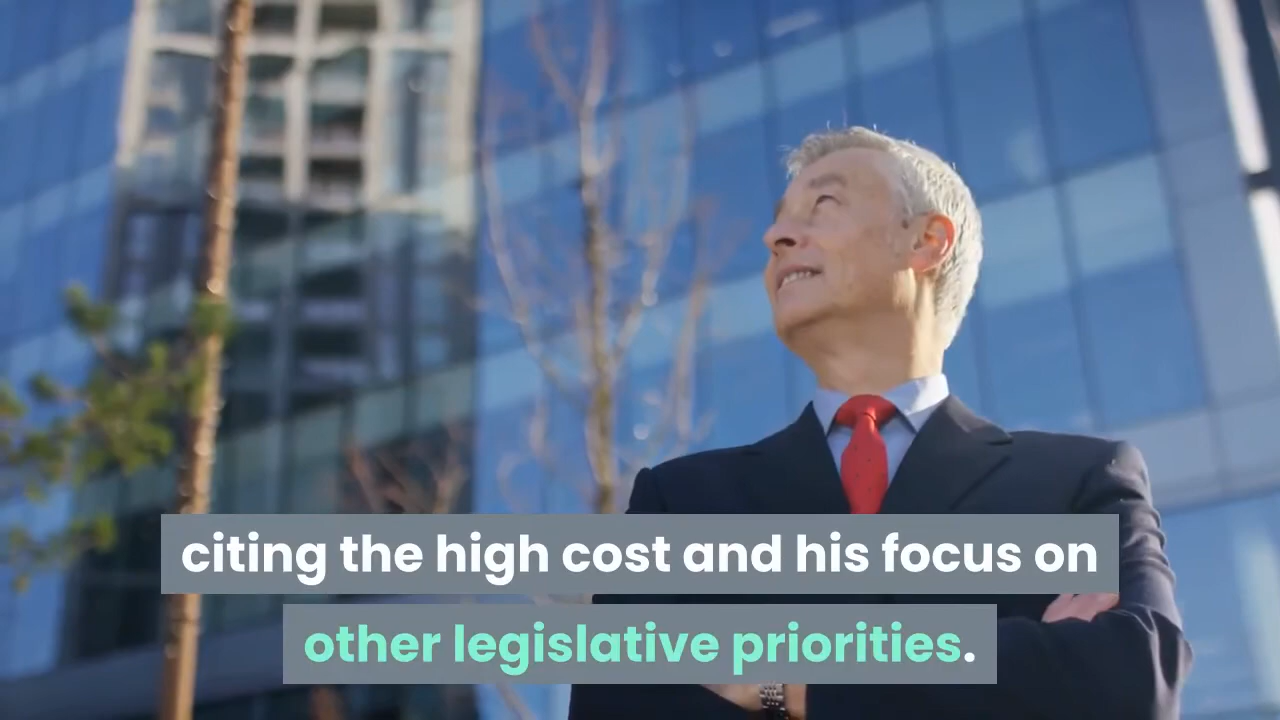 citing the high cost and his focus on
other legislative priorities.